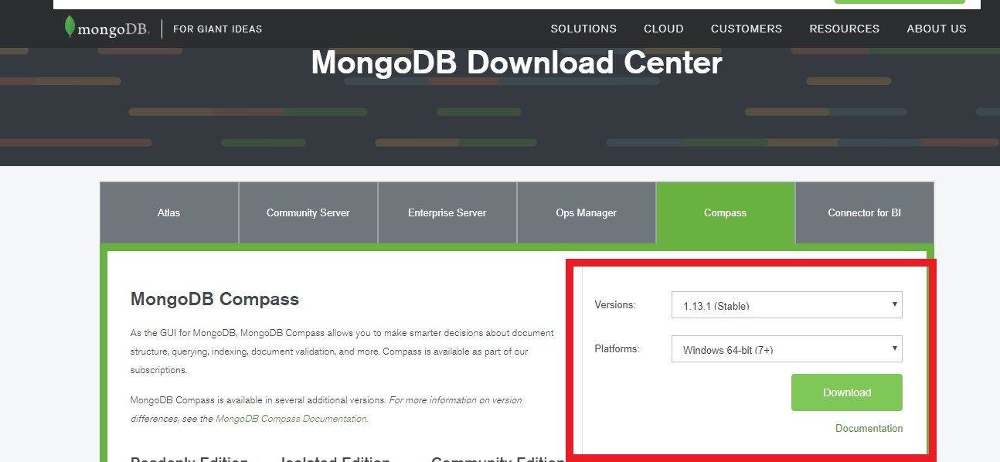 mongoDB. FOR GIANT IDEAS SOLUTIONS CLOUD CUSTOMERS RESOURCES ABOUT US
MongoDB Download Center
Atlas Community Server Enterprise Server Ops Manager Compass Connector for BI
MongoDB Compass
As the GUI for MongoDB, MongoDB Compass allows you to make smarter decisions about document
structure, querying, indexing, document validation, and more. Compass is available as part of our
subscriptions.
MongoDB Compass is available in several additional versions. For more information on version
differences, see the MongoDB Compass Documentation.
Readonly Edition Isolated Edition Community Edition
Versions: 1.13.1 (Stable)
Platforms: Windows 64-bit (7+)
Download
Documentation